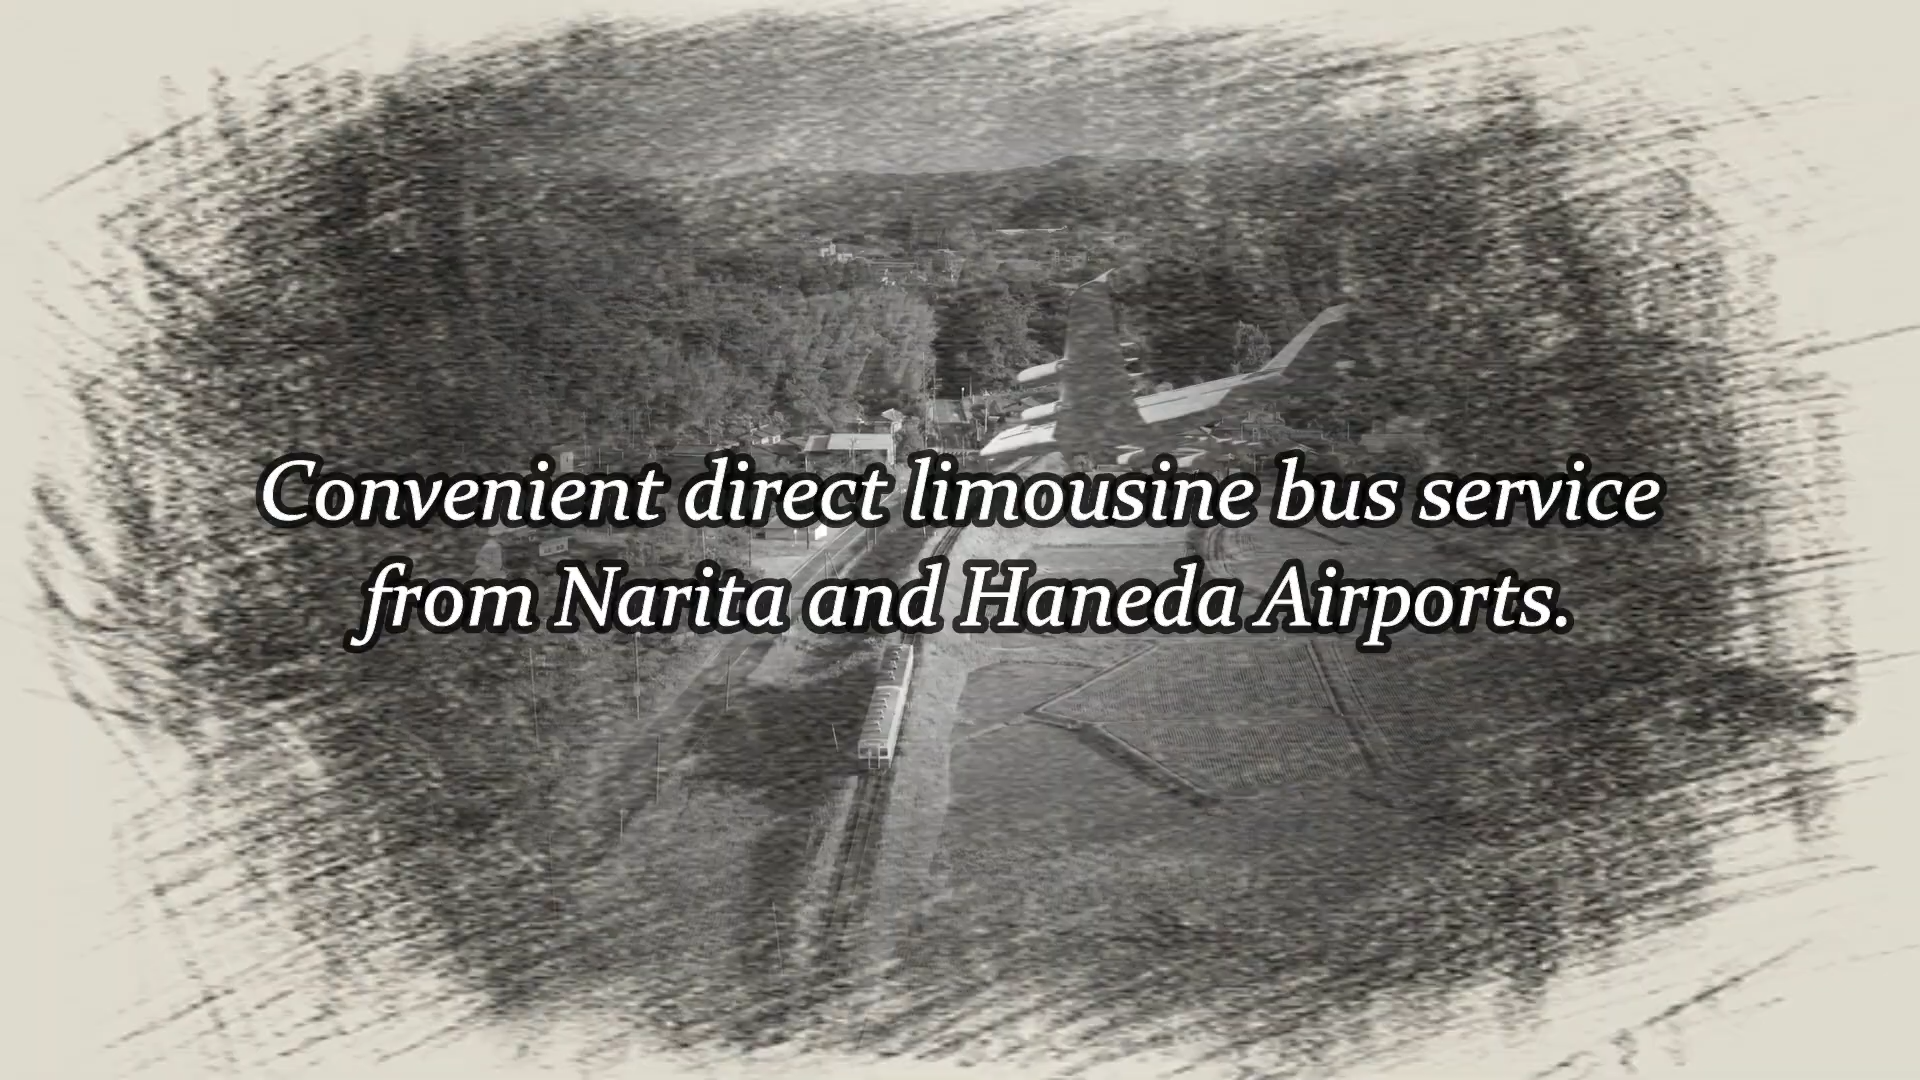 Convenient direct limousine bus service
from Narita and Haneda Airports.